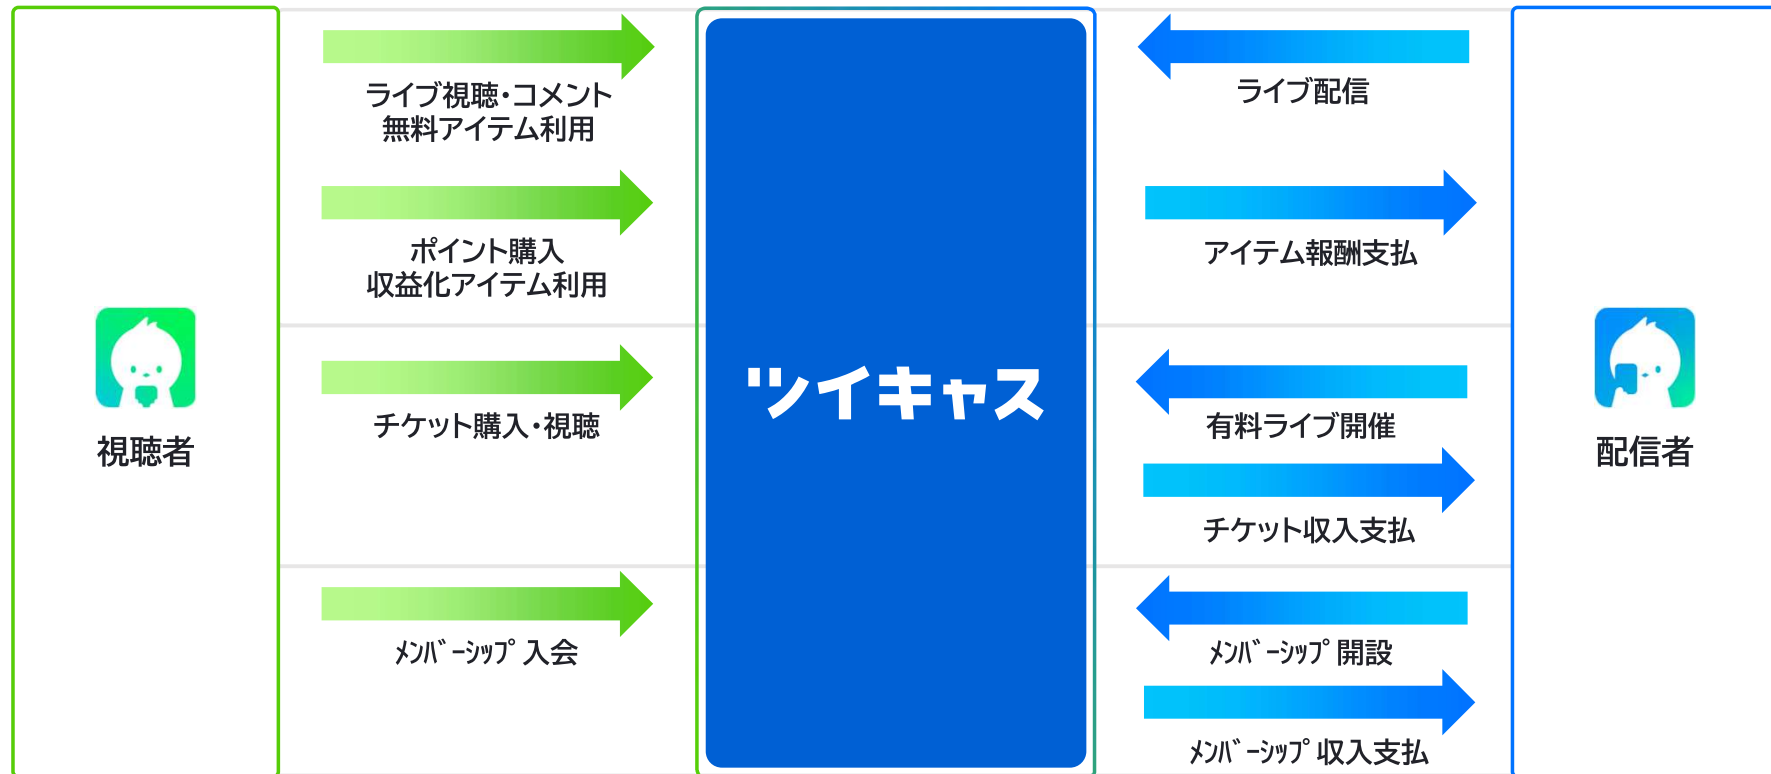 ライブ視聴・コメント
無料アイテム利用
ポイント購入
収益化アイテム利用
チケット購入・視聴
ﾒﾝﾊﾞｰｼｯﾌﾟ入会
視聴者
ツイキャス
ライブ配信
アイテム報酬支払
有料ライブ開催
チケット収入支払
ﾒﾝﾊﾞｰｼｯﾌﾟ開設
ﾒﾝﾊﾞｰｼｯﾌﾟ収入支払
配信者